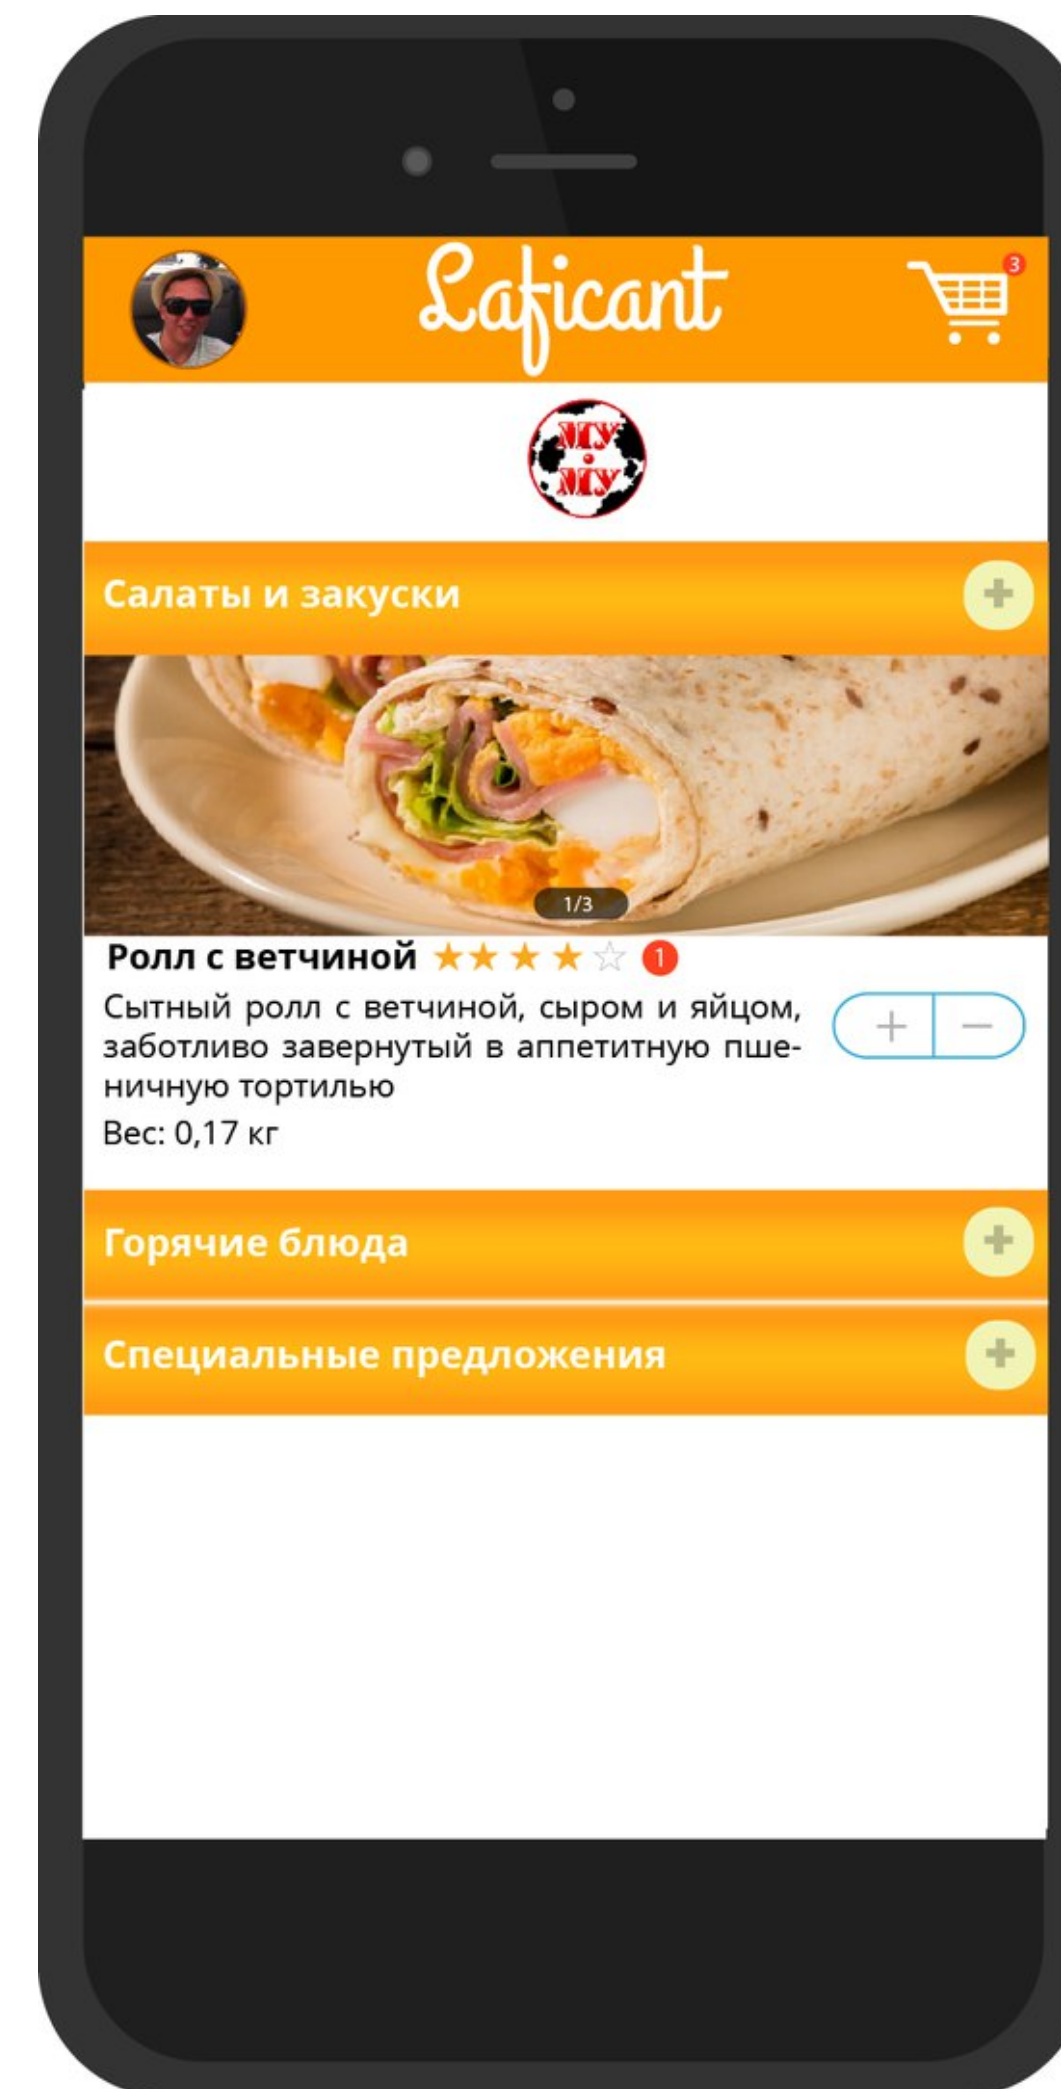 Laficant
3
МУ
МУ
Салаты и закуски
1/3
Ролл с ветчиной 1
Сытный ролл с ветчиной, сыром и яйцом,
заботливо завернутый в аппетитную пше-
ничную тортилью
Вес: 0,17 кг
Горячие блюда
Специальные предложения